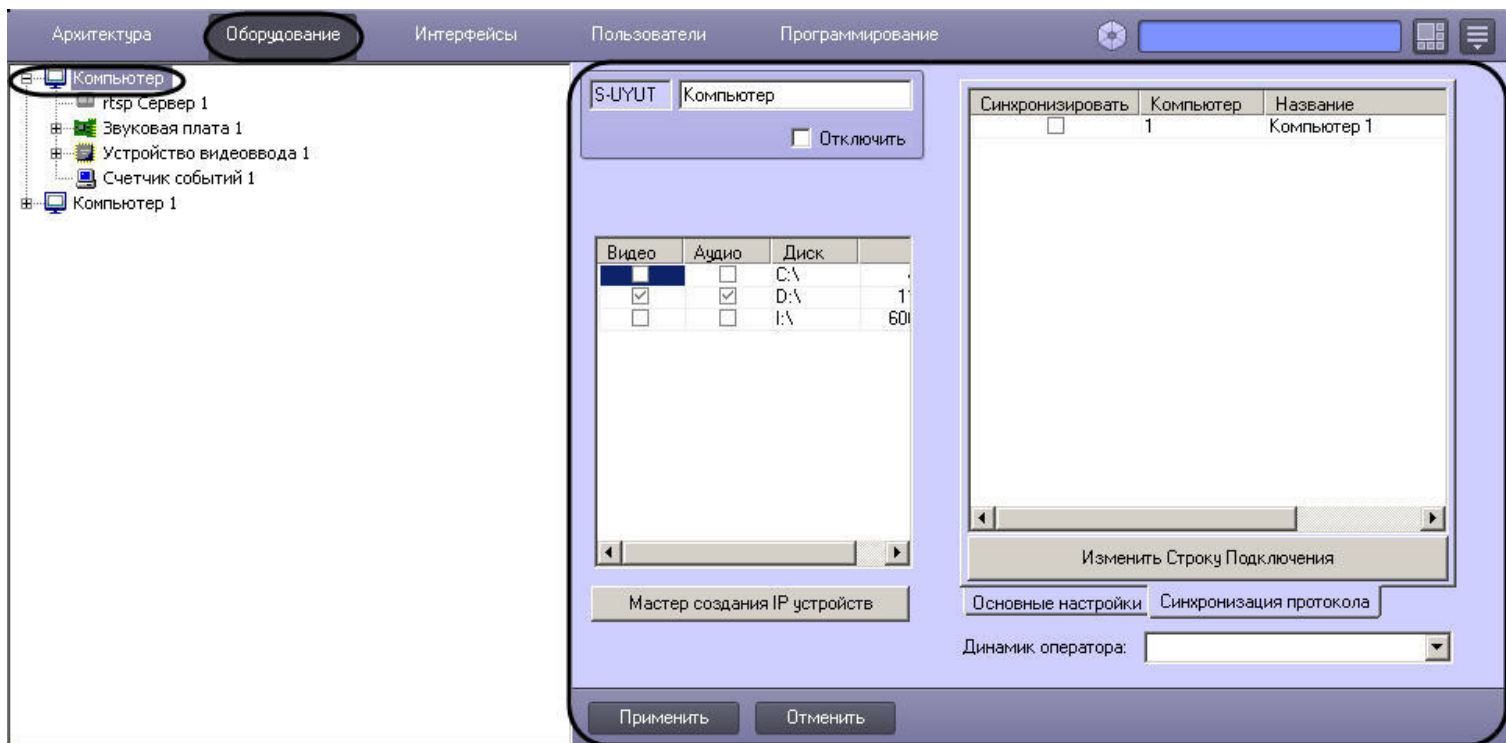 Архитектура Оборудование Интерфейсы Пользователи Программирование
Компьютер
rtsp Сервер 1
Звуковая плата 1
Устройство видеоввода 1
Счетчик событий 1
Компьютер 1
S-UYUT Компьютер
Отключить
Видео Аудио Диск
C:\
D:\ 11
I:\ 600
Мастер создания IP устройств
Синхронизировать Компьютер Название
1 Компьютер 1
Изменить Строку Подключения
Основные настройки Синхронизация протокола
Динамик оператора:
Применить Отменить